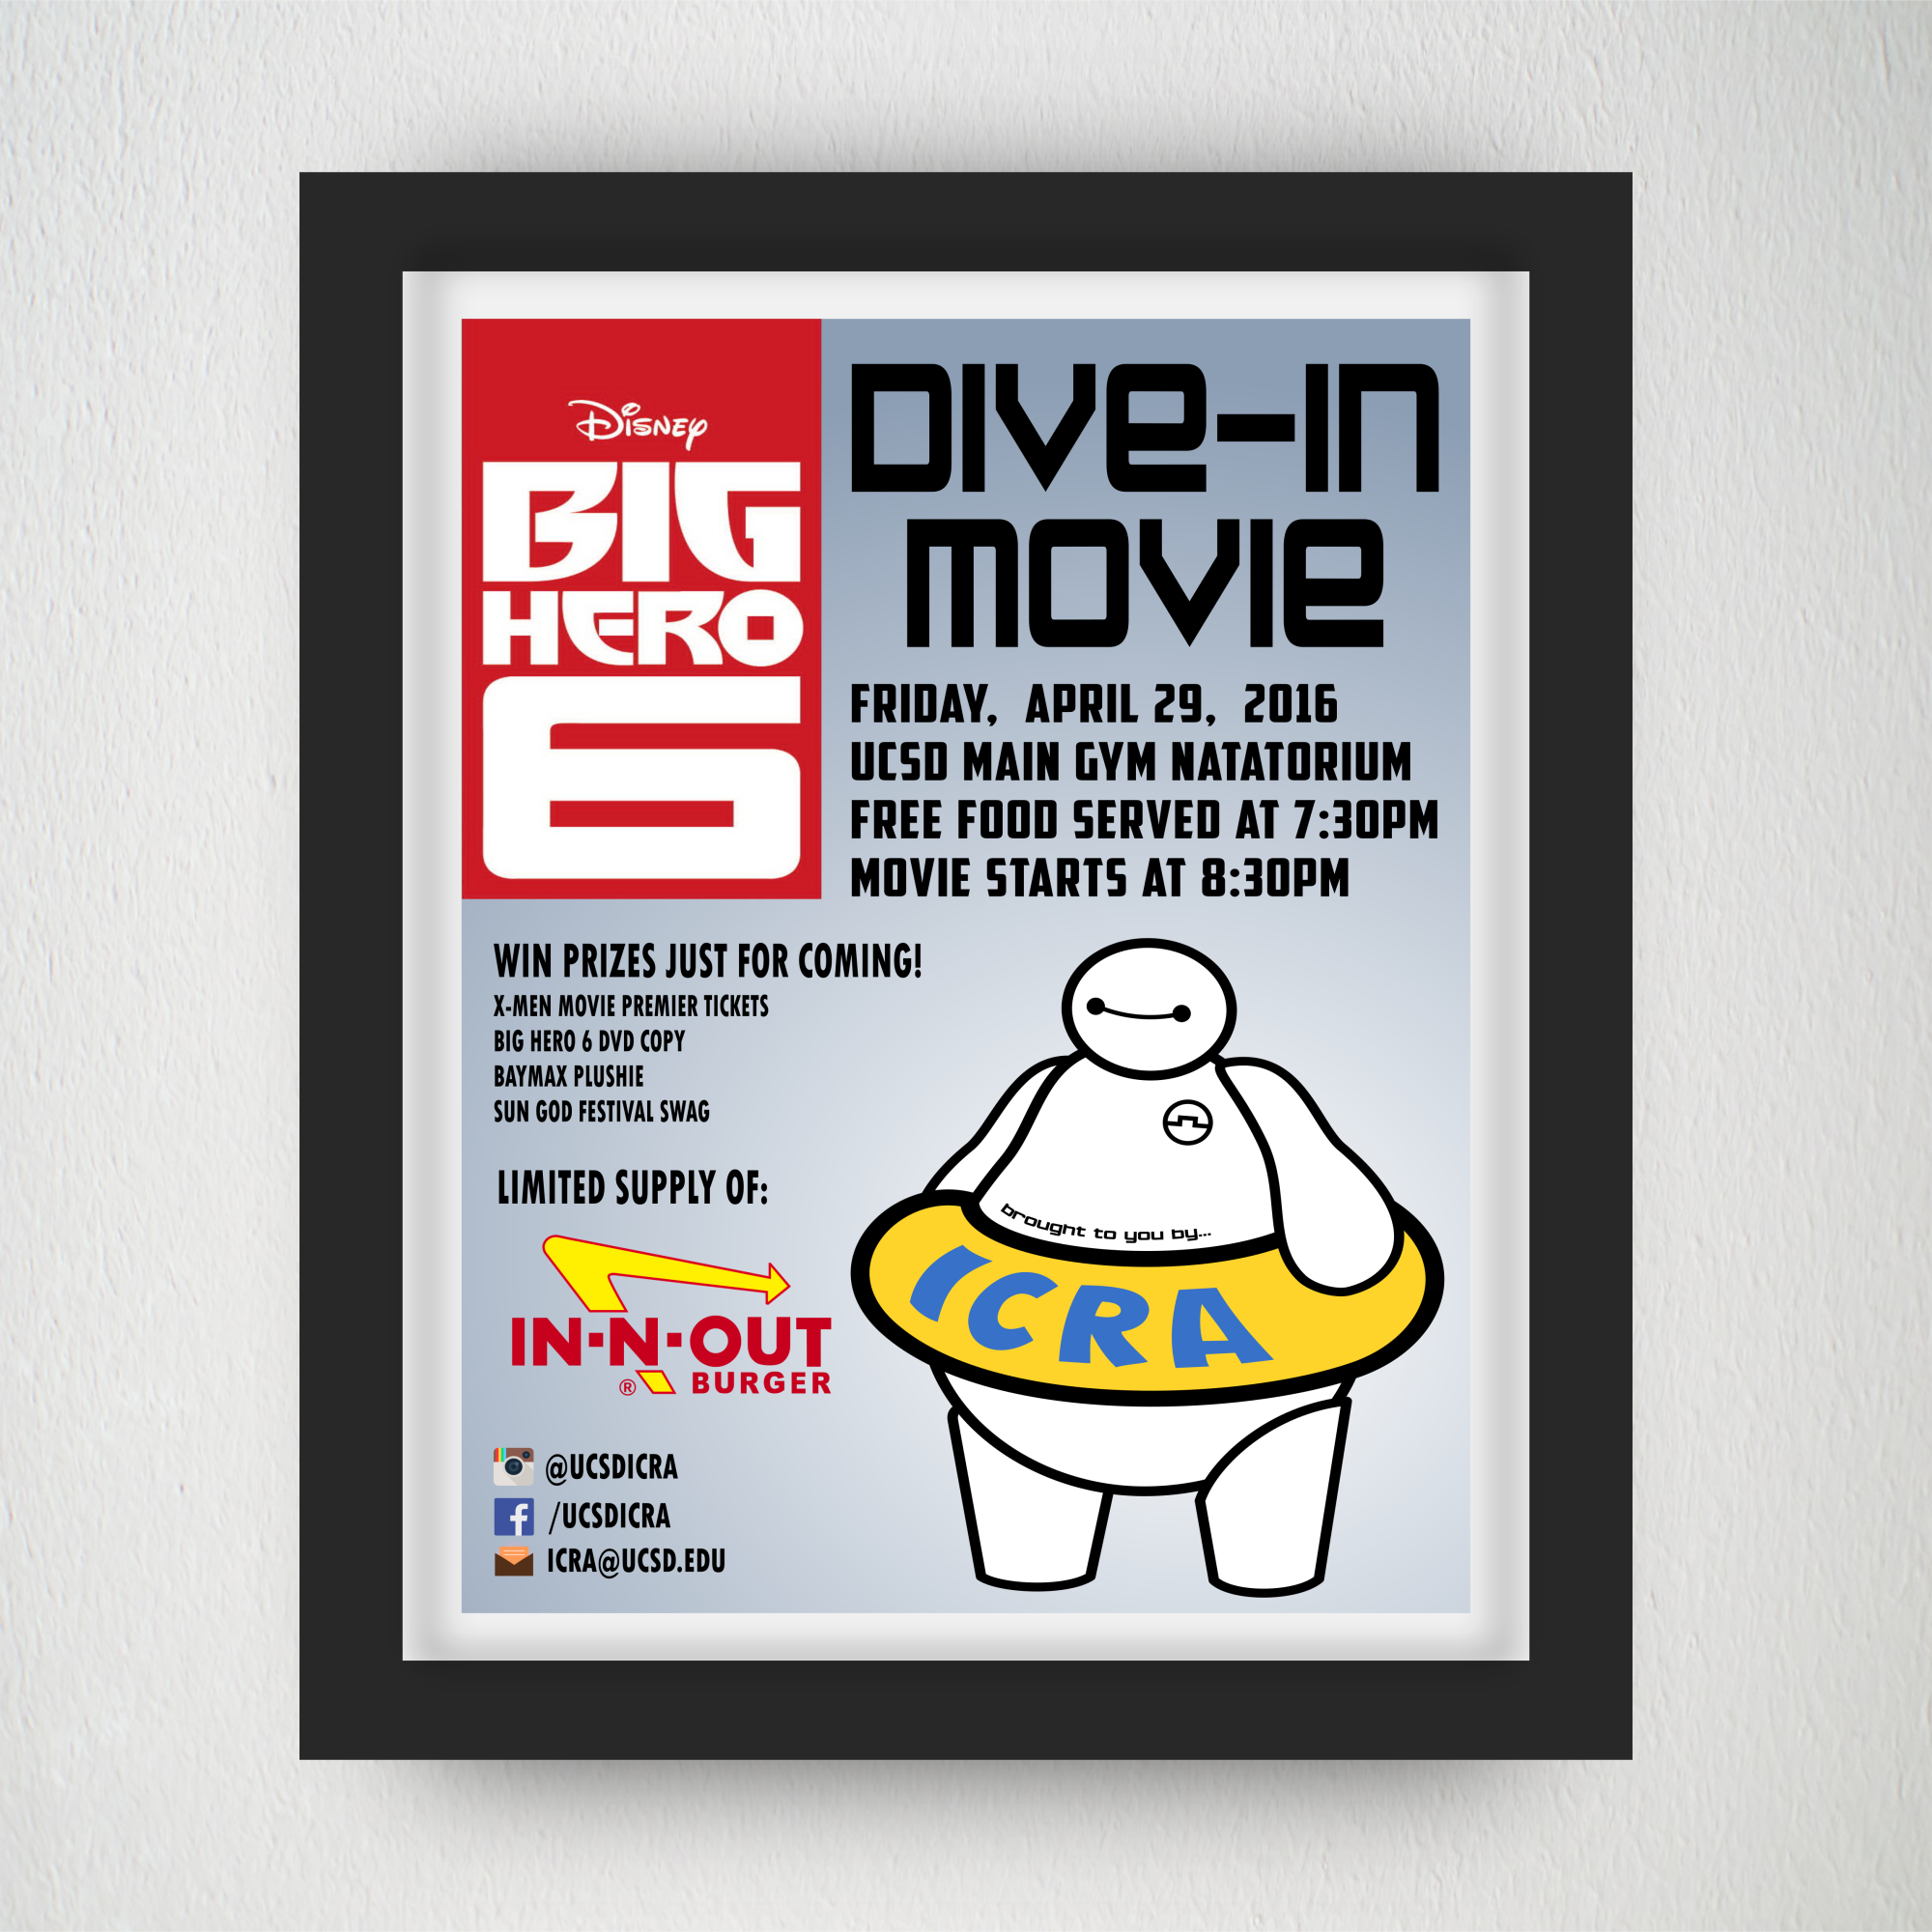 Disney
BIG
HERO
6
DIVE-IN
MOVIE
FRIDAY, APRIL 29, 2016
UCSD MAIN GYM NATATORIUM
FREE FOOD SERVED AT 7:30PM
MOVIE STARTS AT 8:30PM
WIN PRIZES JUST FOR COMING!
X-MEN MOVIE PREMIER TICKETS
BIG HERO 6 DVD COPY
BAYMAX PLUSHIE
SUN GOD FESTIVAL SWAG
LIMITED SUPPLY OF:
IN-N-OUT
® BURGER
brought to you by...
ICRA
@UCSDICRA
f /UCSDICRA
ICRA@UCSD.EDU